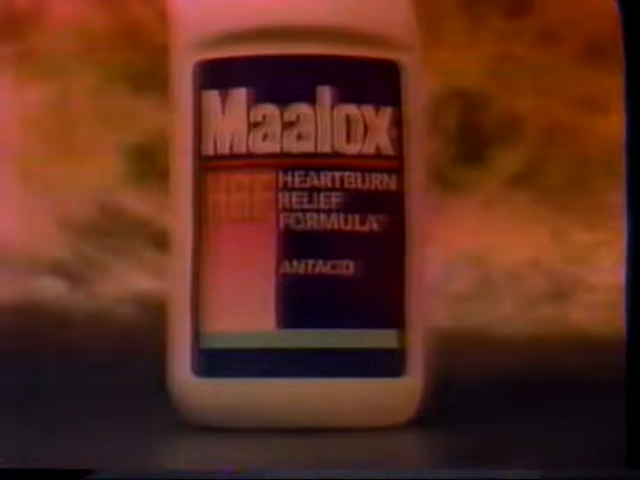 Maalox
HRF
HEARTBURN
RELIEF
FORMULA
ANTACID